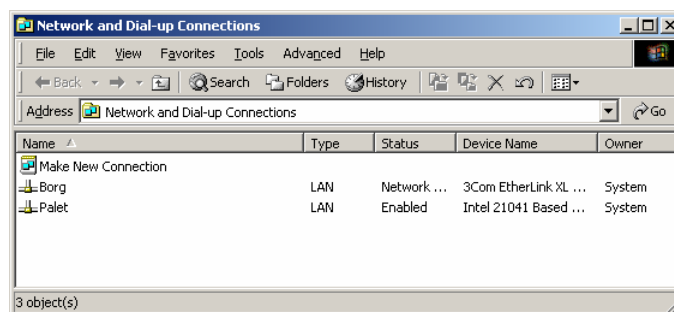 Network and Dial-up Connections
File Edit View Favorites Tools Advanced Help
Back Search Folders History
Address Network and Dial-up Connections Go
Name Type Status Device Name Owner
Make New Connection
Borg LAN Network ... 3Com EtherLink XL ... System
Palet LAN Enabled Intel 21041 Based ... System
3 object(s)